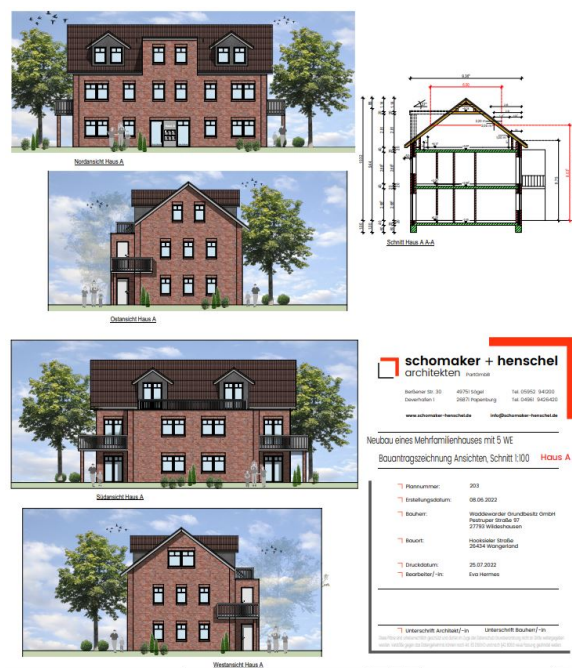 Nordansicht Haus A
Schnitt Haus A A-A
Ostansicht Haus A
Südansicht Haus A
Westansicht Haus A
schomaker + henschel
architekten PartGmbB
Berßener Str. 30 49751 Sögel Tel. 05952 941200
Deverhafen 1 26871 Papenburg Tel. 04961 9426420
www.schomaker-henschel.de info@schomaker-henschel.de
Neubau eines Mehrfamilienhauses mit 5 WE
Bauantragszeichnung Ansichten, Schnitt 1:100 Haus A
Plannummer: 203
Erstellungsdatum: 08.06.2022
Bauherr: Waddewarder Grundbesitz GmbH
Pestruper Straße 97
27793 Wildeshausen
Bauort: Hooksieler Straße
26434 Wangerland
Druckdatum: 25.07.2022
Bearbeiter/-in: Eva Hermes
Unterschrift Architekt/-in Unterschrift Bauherr/-in